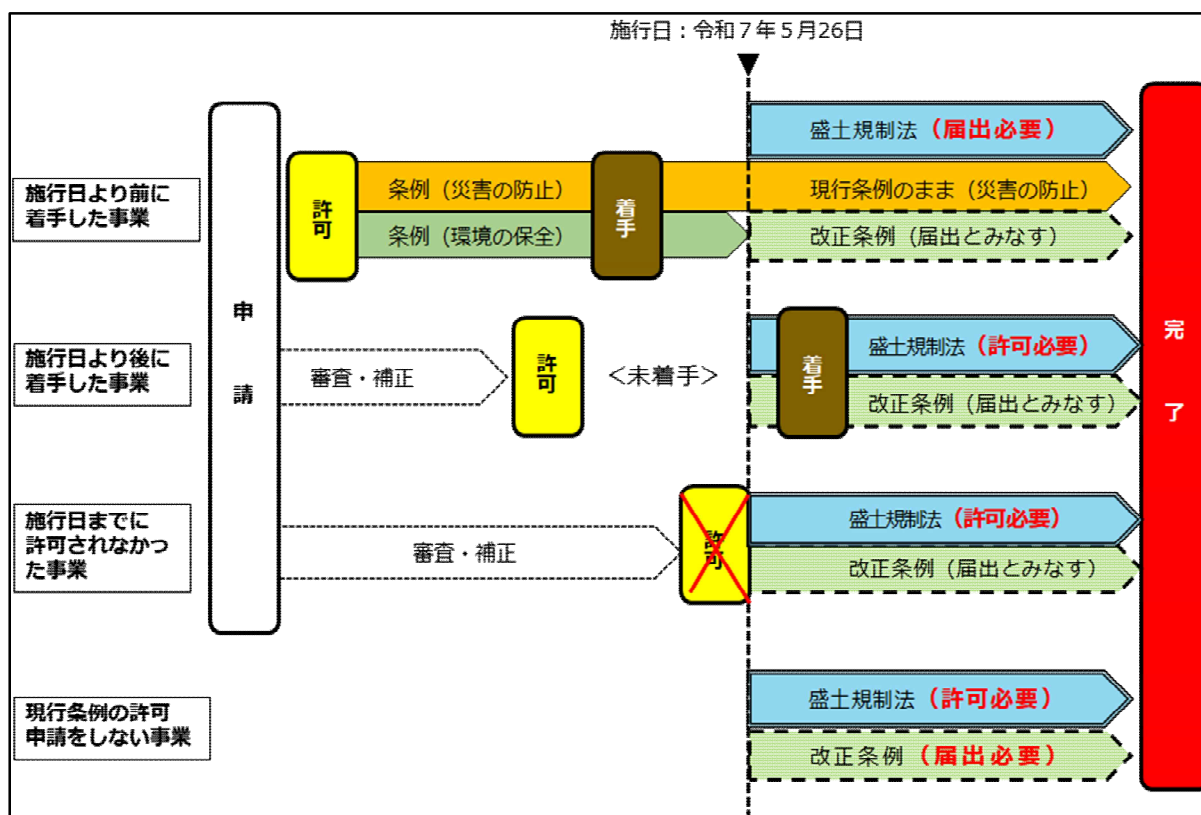 施行日：令和７年５月26日
申請
施行日より前に
着手した事業
許可
条例（災害の防止）
条例（環境の保全）
着手
盛土規制法（届出必要）
現行条例のまま（災害の防止）
改正条例（届出とみなす）
施行日より後に
着手した事業
審査・補正
許可
＜未着手＞
着手
盛土規制法（許可必要）
改正条例（届出とみなす）
施行日までに
許可されなかつ
た事業
審査・補正
許可
盛土規制法（許可必要）
改正条例（届出とみなす）
現行条例の許可
申請をしない事業
盛土規制法（許可必要）
改正条例（届出必要）
完了